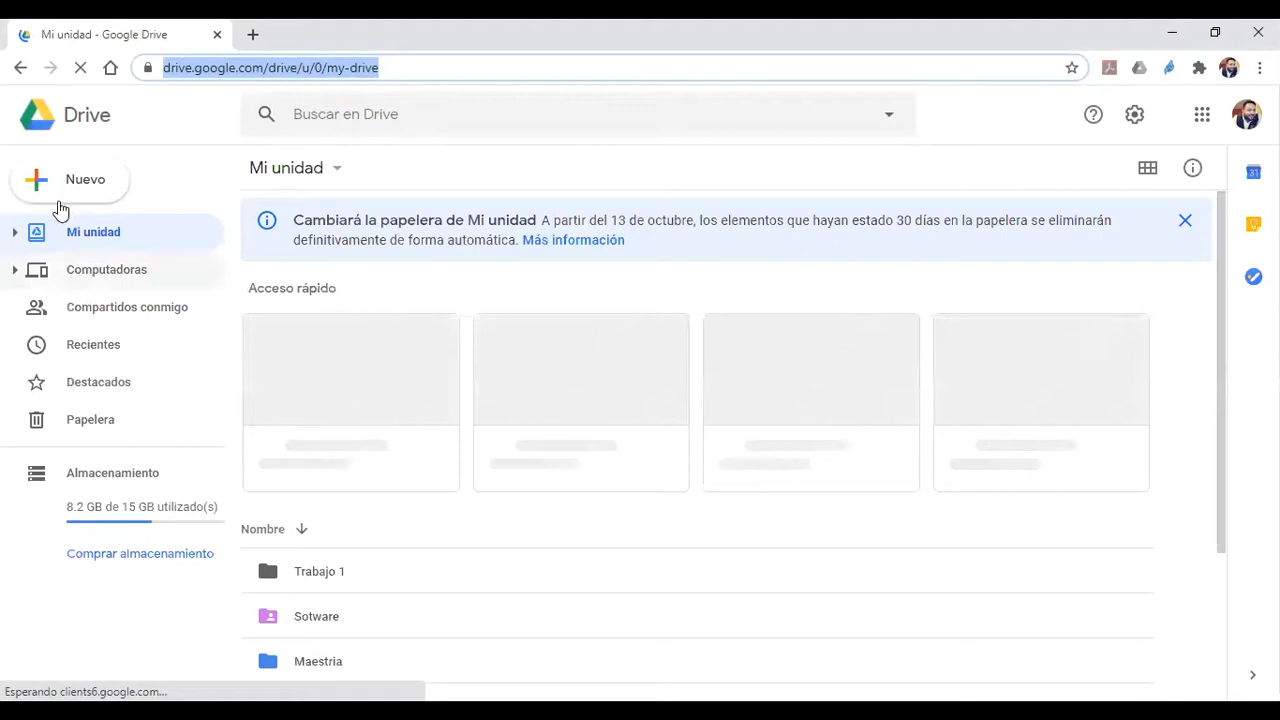 Mi unidad - Google Drive
drive.google.com/drive/u/0/my-drive
Drive
Buscar en Drive
Nuevo
Mi unidad
Cambiará la papelera de Mi unidad A partir del 13 de octubre, los elementos que hayan estado 30 días en la papelera se eliminarán
definitivamente de forma automática. Más información
Mi unidad
Computadoras
Compartidos conmigo
Recientes
Destacados
Papelera
Almacenamiento
8.2 GB de 15 GB utilizado(s)
Comprar almacenamiento
Acceso rápido
Nombre
Trabajo 1
Sotware
Maestria
31
Esperando clients6.google.com...